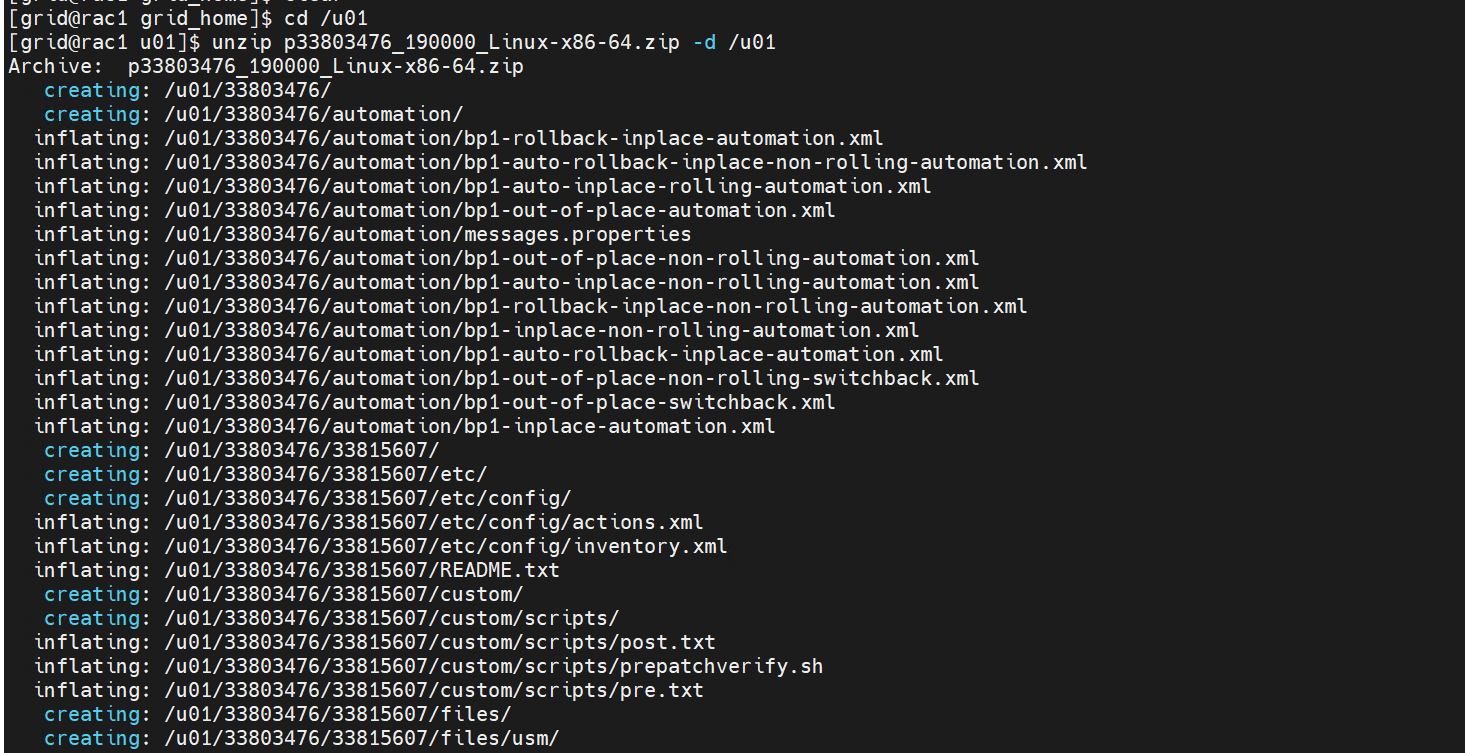 [grid@rac1 grid_home]$ clear
[grid@rac1 grid_home]$ cd /u01
[grid@rac1 u01]$ unzip p33803476_190000_Linux-x86-64.zip -d /u01
Archive:  p33803476_190000_Linux-x86-64.zip
   creating: /u01/33803476/
   creating: /u01/33803476/automation/
  inflating: /u01/33803476/automation/bp1-rollback-inplace-automation.xml
  inflating: /u01/33803476/automation/bp1-auto-rollback-inplace-non-rolling-automation.xml
  inflating: /u01/33803476/automation/bp1-auto-inplace-rolling-automation.xml
  inflating: /u01/33803476/automation/bp1-out-of-place-automation.xml
  inflating: /u01/33803476/automation/messages.properties
  inflating: /u01/33803476/automation/bp1-out-of-place-non-rolling-automation.xml
  inflating: /u01/33803476/automation/bp1-auto-inplace-non-rolling-automation.xml
  inflating: /u01/33803476/automation/bp1-rollback-inplace-non-rolling-automation.xml
  inflating: /u01/33803476/automation/bp1-inplace-non-rolling-automation.xml
  inflating: /u01/33803476/automation/bp1-auto-rollback-inplace-automation.xml
  inflating: /u01/33803476/automation/bp1-out-of-place-non-rolling-switchback.xml
  inflating: /u01/33803476/automation/bp1-out-of-place-switchback.xml
  inflating: /u01/33803476/automation/bp1-inplace-automation.xml
   creating: /u01/33803476/33815607/
   creating: /u01/33803476/33815607/etc/
   creating: /u01/33803476/33815607/etc/config/
  inflating: /u01/33803476/33815607/etc/config/actions.xml
  inflating: /u01/33803476/33815607/etc/config/inventory.xml
  inflating: /u01/33803476/33815607/README.txt
   creating: /u01/33803476/33815607/custom/
   creating: /u01/33803476/33815607/custom/scripts/
  inflating: /u01/33803476/33815607/custom/scripts/post.txt
  inflating: /u01/33803476/33815607/custom/scripts/prepatchverify.sh
  inflating: /u01/33803476/33815607/custom/scripts/pre.txt
   creating: /u01/33803476/33815607/files/
   creating: /u01/33803476/33815607/files/usm/